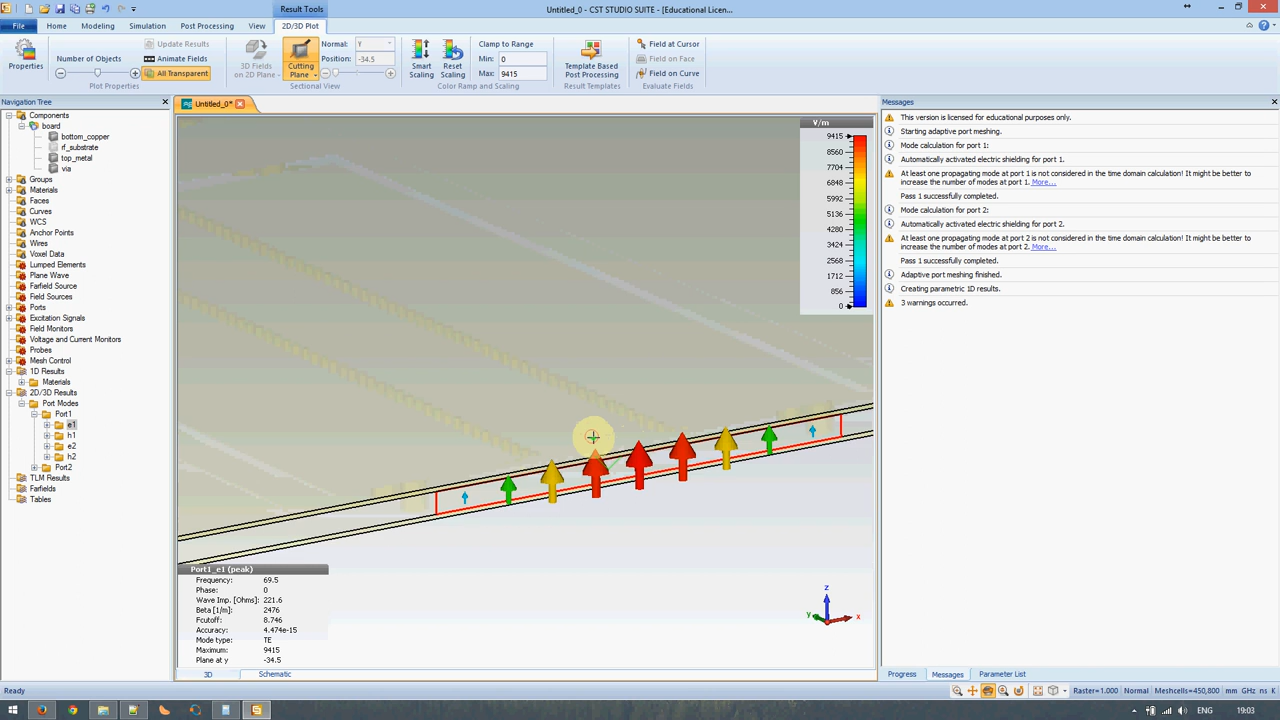 Result Tools
Untitled_0* - CST STUDIO SUITE - [Educational Licen...
File Home Modeling Simulation Post Processing View 2D/3D Plot
Properties
Number of Objects
Update Results
Animate Fields
All Transparent
Plot Properties
3D Fields
on 2D Plane
Cutting
Plane
Normal: Y
Position: -34.5
Sectional View
Smart
Scaling
Reset
Scaling
Clamp to Range
Min: 0
Max: 9415
Color Ramp and Scaling
Template Based
Post Processing
Result Templates
Field at Cursor
Field on Face
Field on Curve
Evaluate Fields
Navigation Tree
Components
board
bottom_copper
rf_substrate
top_metal
via
Groups
Materials
Faces
Curves
WCS
Anchor Points
Wires
Voxel Data
Lumped Elements
Plane Wave
Farfield Source
Field Sources
Ports
Excitation Signals
Field Monitors
Voltage and Current Monitors
Probes
Mesh Control
1D Results
Materials
2D/3D Results
Port Modes
Port1
e1
h1
e2
h2
Port2
TLM Results
Farfields
Tables
Untitled_0*
V/m
9415
8560
7704
6848
5992
5136
4280
3424
2568
1712
856
0
Port1_e1 (peak)
Frequency: 69.5
Phase: 0
Wave Imp. [Ohms]: 221.6
Beta [1/m]: 2476
Fcutoff: 8.746
Accuracy: 4.474e-15
Mode type: TE
Maximum: 9415
Plane at y -34.5
z
y
x
3D Schematic
Messages
This version is licensed for educational purposes only.
Starting adaptive port meshing.
Mode calculation for port 1:
Automatically activated electric shielding for port 1.
At least one propagating mode at port 1 is not considered in the time domain calculation! It might be better to
increase the number of modes at port 1. More...
Pass 1 successfully completed.
Mode calculation for port 2:
Automatically activated electric shielding for port 2.
At least one propagating mode at port 2 is not considered in the time domain calculation! It might be better to
increase the number of modes at port 2. More...
Pass 1 successfully completed.
Adaptive port meshing finished.
Creating parametric 1D results.
3 warnings occurred.
Progress Messages Parameter List
Ready
Raster=1.000 Normal Meshcells=450,800 mm GHz ns K
ENG 19:03